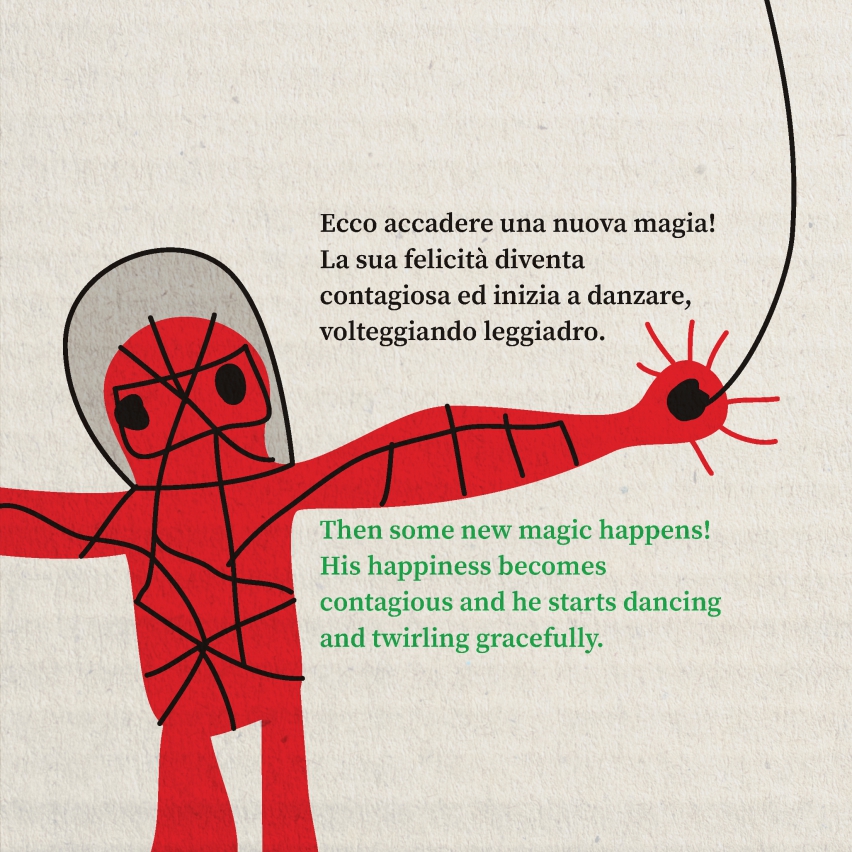 Ecco accadere una nuova magia!
La sua felicità diventa
contagiosa ed inizia a danzare,
volteggiando leggiadro.
Then some new magic happens!
His happiness becomes
contagious and he starts dancing
and twirling gracefully.